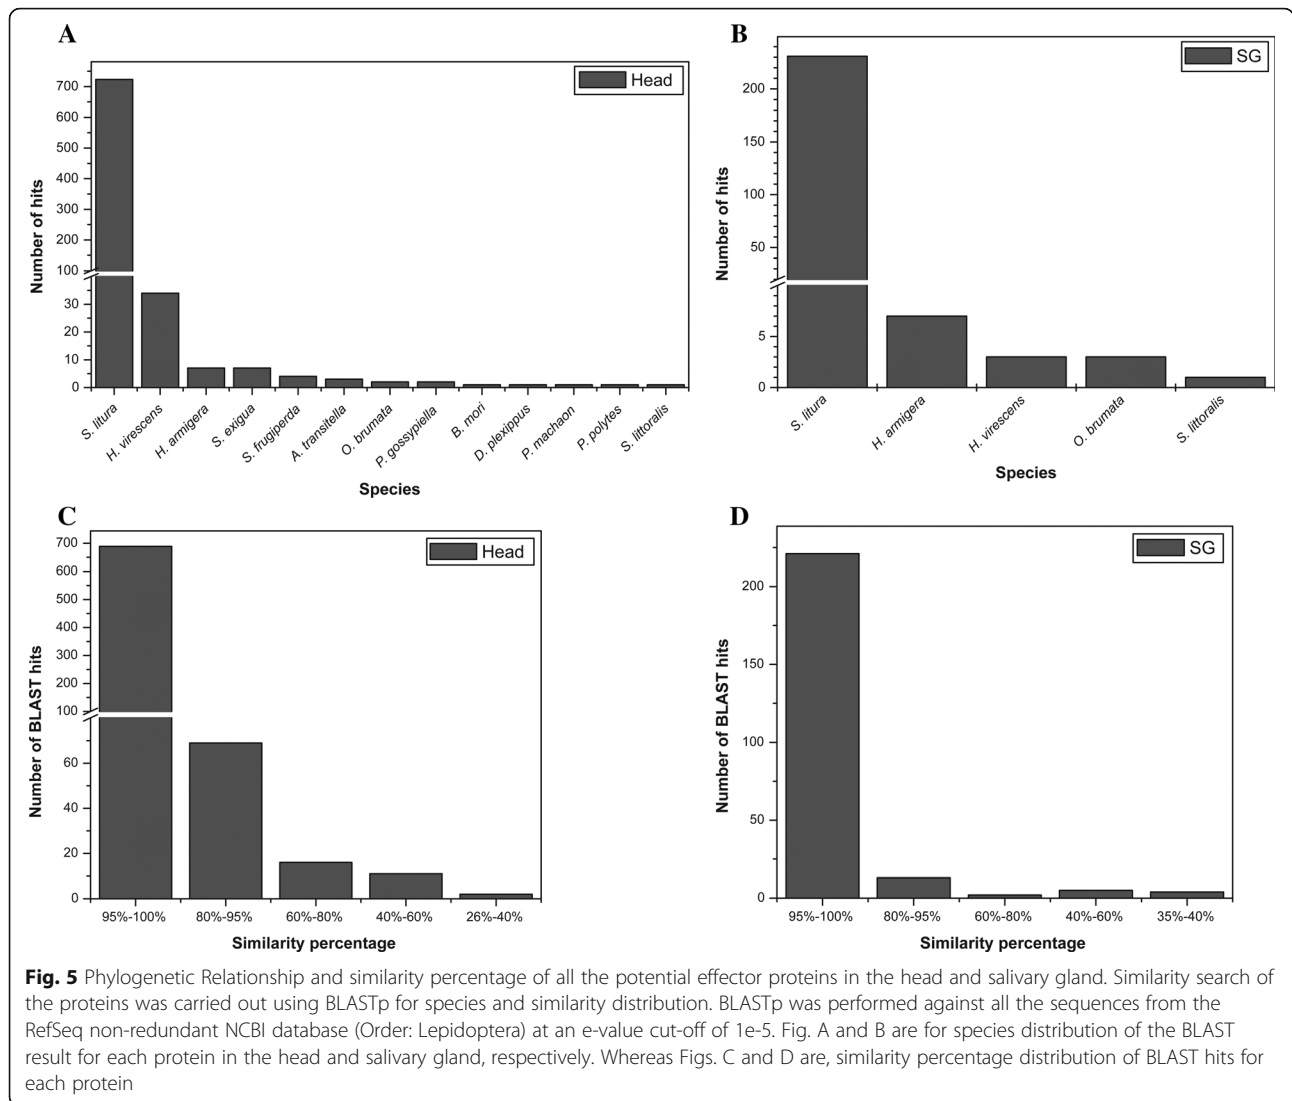 A
Head
Number of hits
700
600
500
400
300
200
100
30
20
10
0
S. litura
H. virescens
H. armigera
S. exigua
S. frugiperda
A. transitella
O. brumata
P. gossypiella
B. mori
D. plexippus
P. machaon
P. polytes
S. littoralis
Species
B
SG
Number of hits
200
150
100
50
5
0
S. litura
H. armigera
H. virescens
O. brumata
S. littoralis
Species
C
Head
Number of BLAST hits
700
600
500
400
300
200
100
60
40
20
0
95%-100%
80%-95%
60%-80%
40%-60%
26%-40%
Similarity percentage
D
SG
Number of BLAST hits
200
150
100
50
0
95%-100%
80%-95%
60%-80%
40%-60%
35%-40%
Similarity percentage
Fig. 5 Phylogenetic Relationship and similarity percentage of all the potential effector proteins in the head and salivary gland. Similarity search of
the proteins was carried out using BLASTp for species and similarity distribution. BLASTp was performed against all the sequences from the
RefSeq non-redundant NCBI database (Order: Lepidoptera) at an e-value cut-off of 1e-5. Fig. A and B are for species distribution of the BLAST
result for each protein in the head and salivary gland, respectively. Whereas Figs. C and D are, similarity percentage distribution of BLAST hits for
each protein